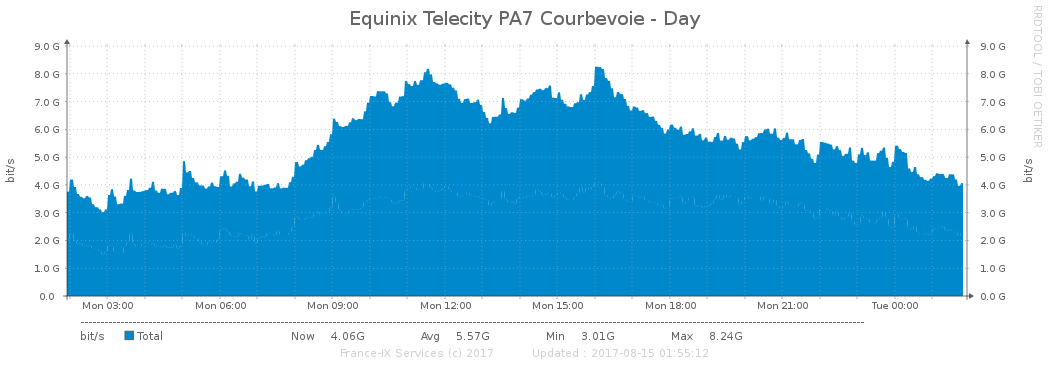 Equinix Telecity PA7 Courbevoie - Day
RRDTOOL / TOBI OETIKER
9.0 G 9.0 G
8.0 G 8.0 G
7.0 G 7.0 G
6.0 G 6.0 G
5.0 G 5.0 G
4.0 G 4.0 G
3.0 G 3.0 G
2.0 G 2.0 G
1.0 G 1.0 G
0.0 0.0 G
bit/s bit/s
Mon 03:00 Mon 06:00 Mon 09:00 Mon 12:00 Mon 15:00 Mon 18:00 Mon 21:00 Tue 00:00
bit/s Total Now 4.06G Avg 5.57G Min 3.01G Max 8.24G
France-IX Services (c) 2017 Updated : 2017-08-15 01:55:12